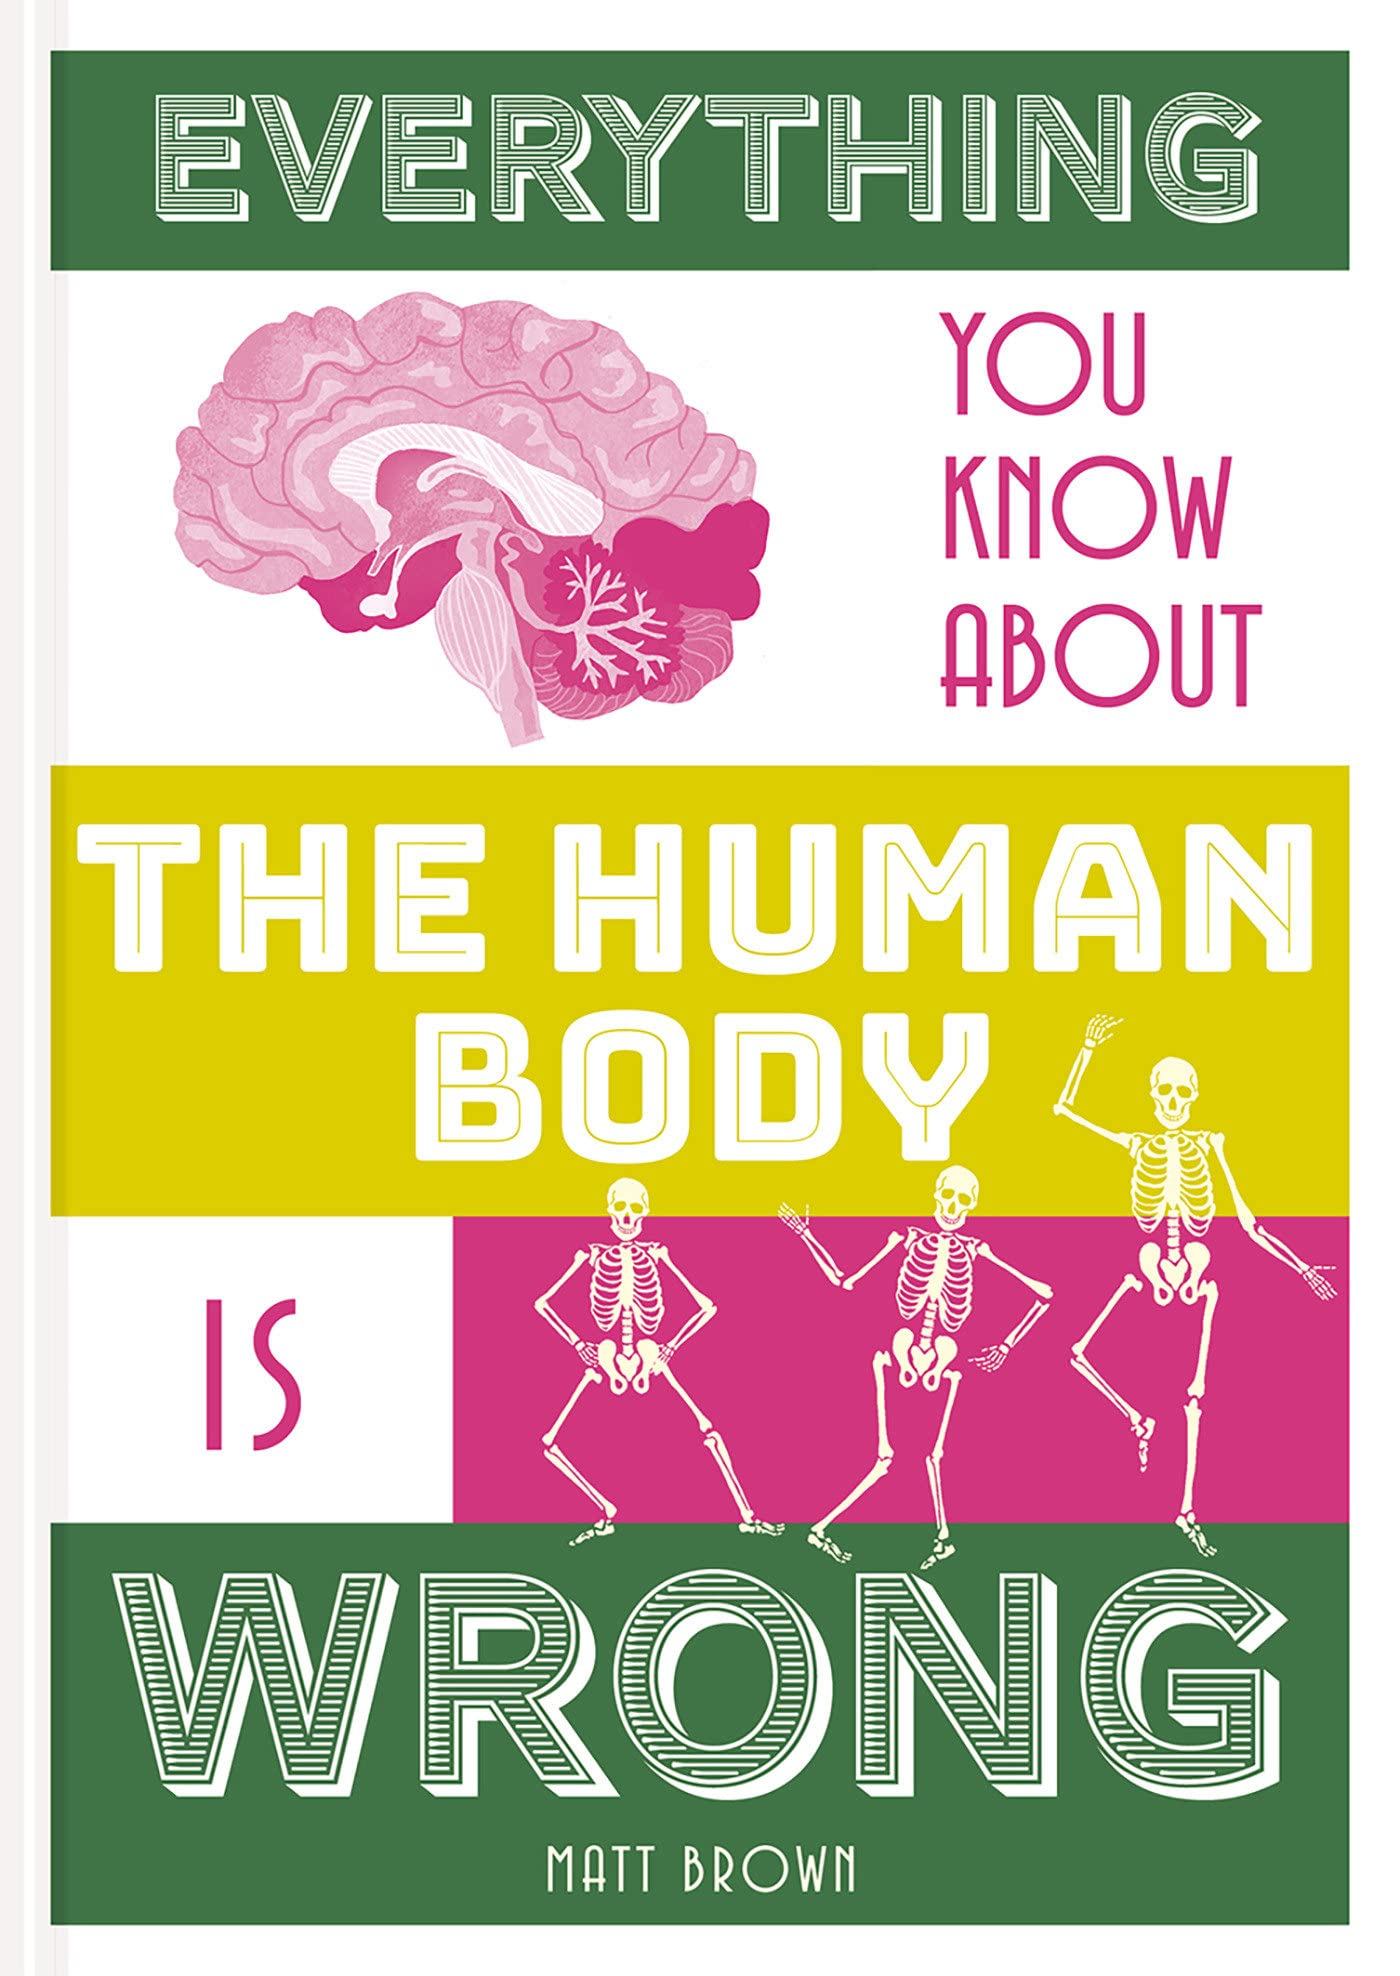 EVERYTHING
YOU
KNOW
ABOUT
THE HUMAN
BODY
IS
WRONG
MATT BROWN